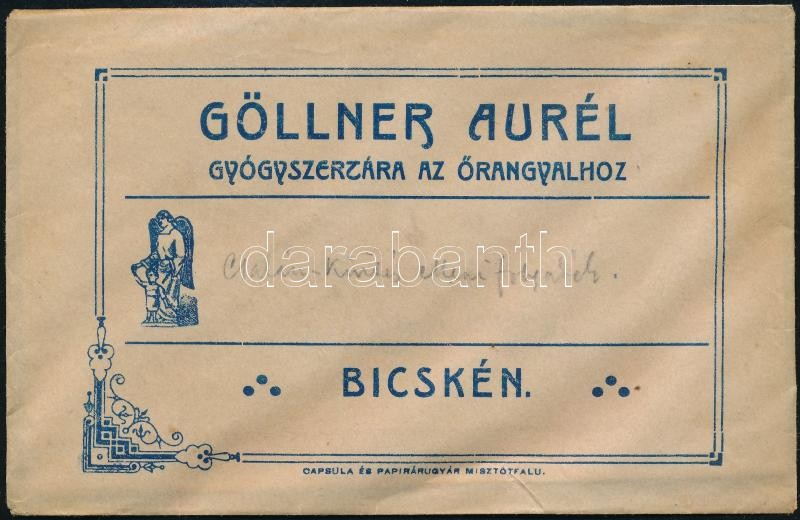 GÖLLNER AURÉL
GYÓGYSZERTÁRA AZ ŐRANGYALHOZ
darabanth
BICSKÉN.
CAPSULA ÉS PAPIRÁRUGYÁR MISZTÓTFALU.